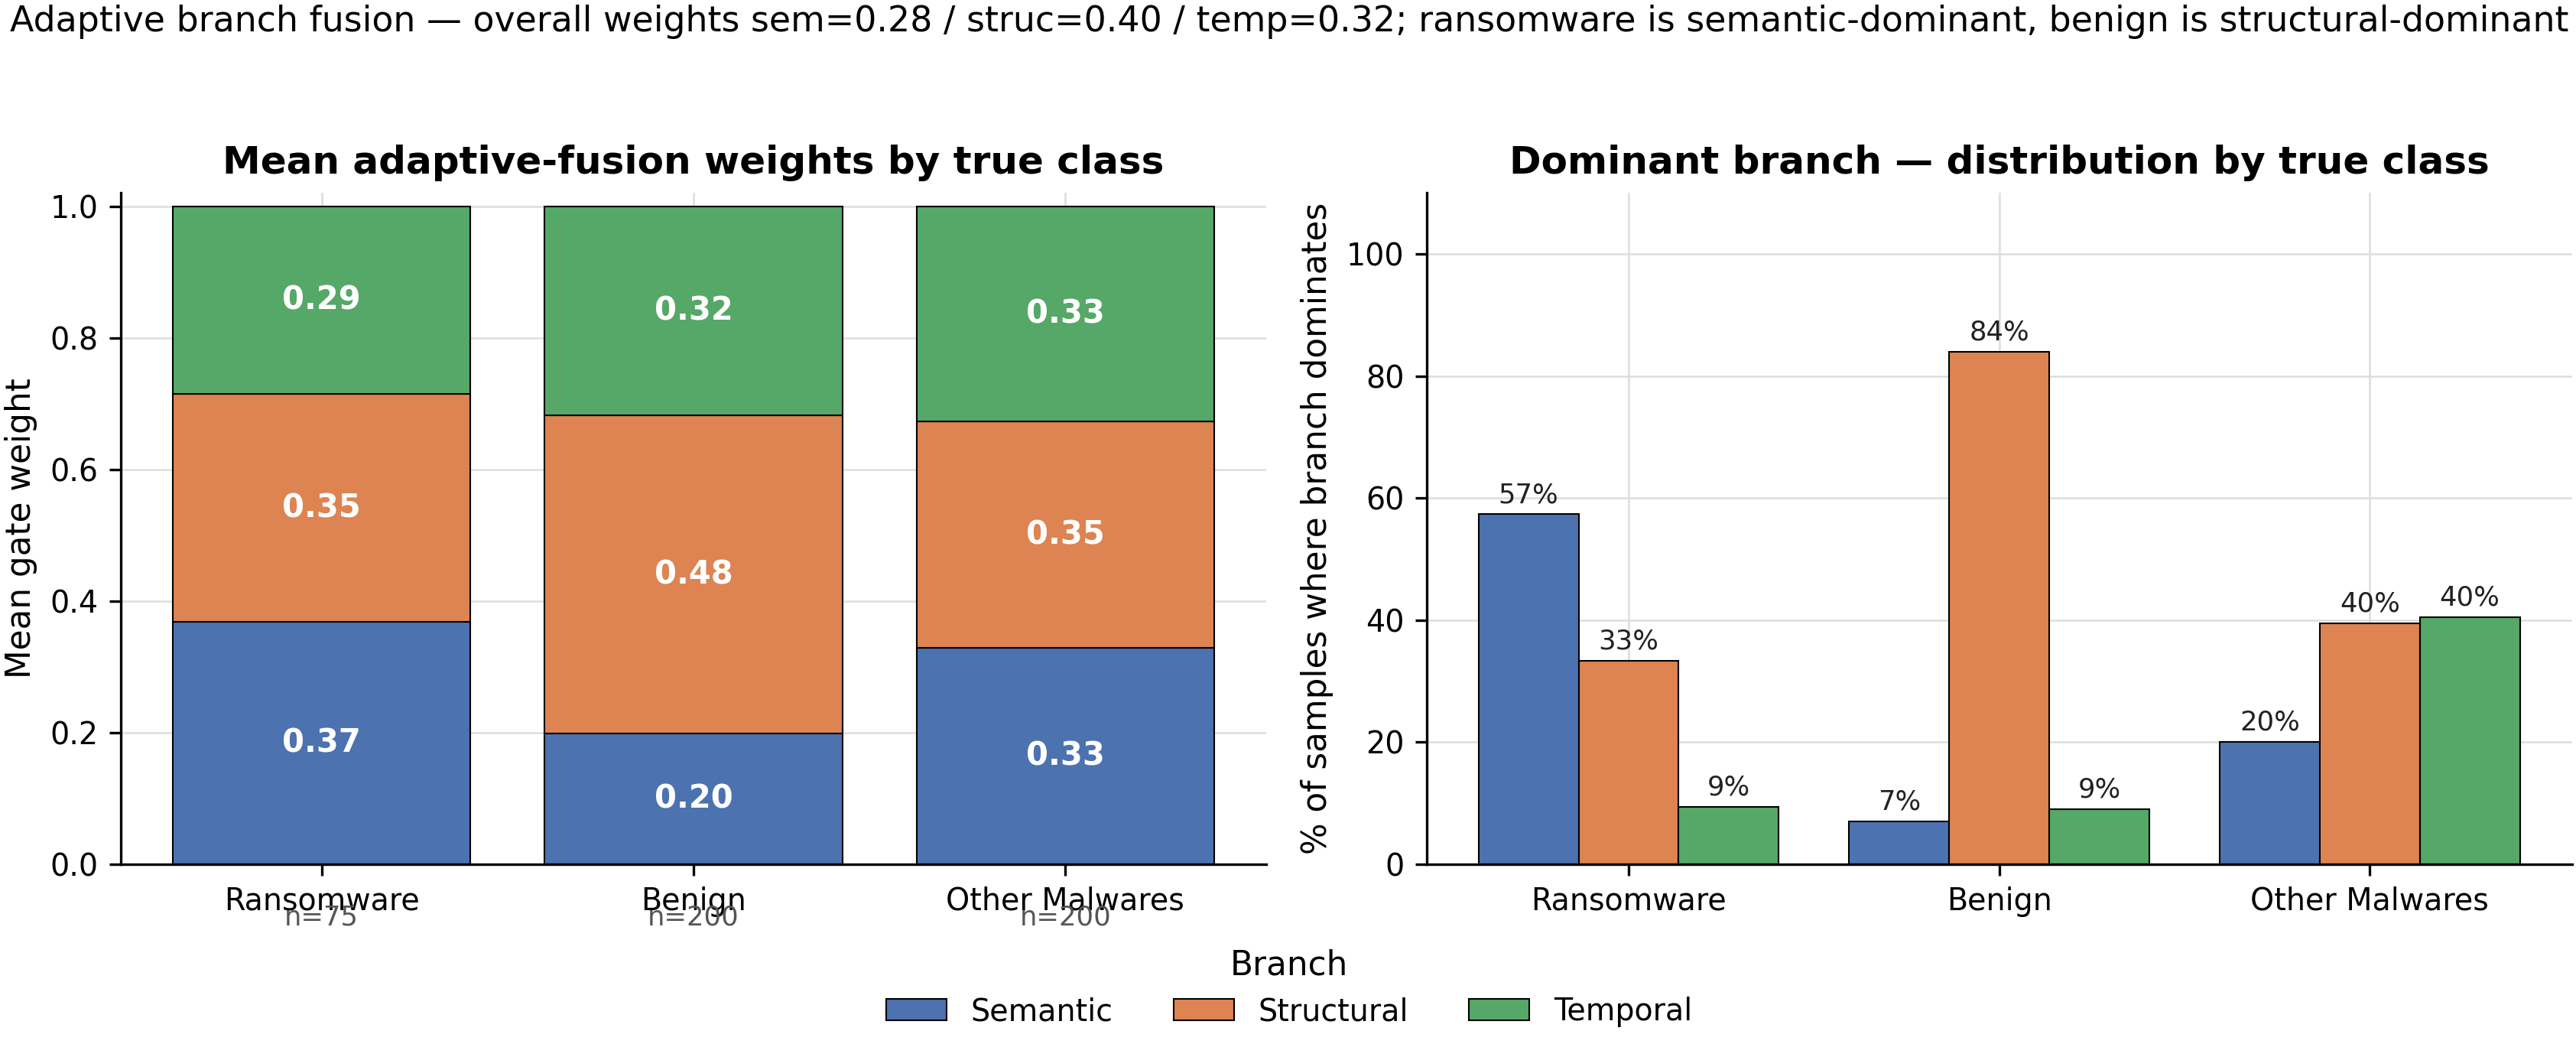 Adaptive branch fusion — overall weights sem=0.28 / struc=0.40 / temp=0.32; ransomware is semantic-dominant, benign is structural-dominant
Mean adaptive-fusion weights by true class
Mean gate weight
1.0
0.8
0.6
0.4
0.2
0.0
0.29
0.35
0.37
0.32
0.48
0.20
0.33
0.35
0.33
Ransomware
Benign
Other Malwares
n=75
n=200
n=200
Dominant branch — distribution by true class
% of samples where branch dominates
100
80
60
40
20
0
57%
33%
9%
7%
84%
9%
20%
40%
40%
Ransomware
Benign
Other Malwares
Branch
Semantic
Structural
Temporal